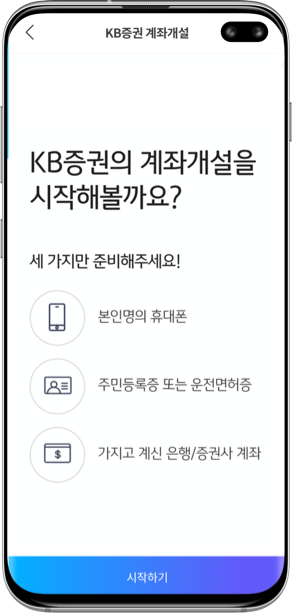 KB증권 계좌개설
KB증권의 계좌개설을
시작해볼까요?
세 가지만 준비해주세요!
본인명의 휴대폰
주민등록증 또는 운전면허증
$
가지고 계신 은행/증권사 계좌
시작하기